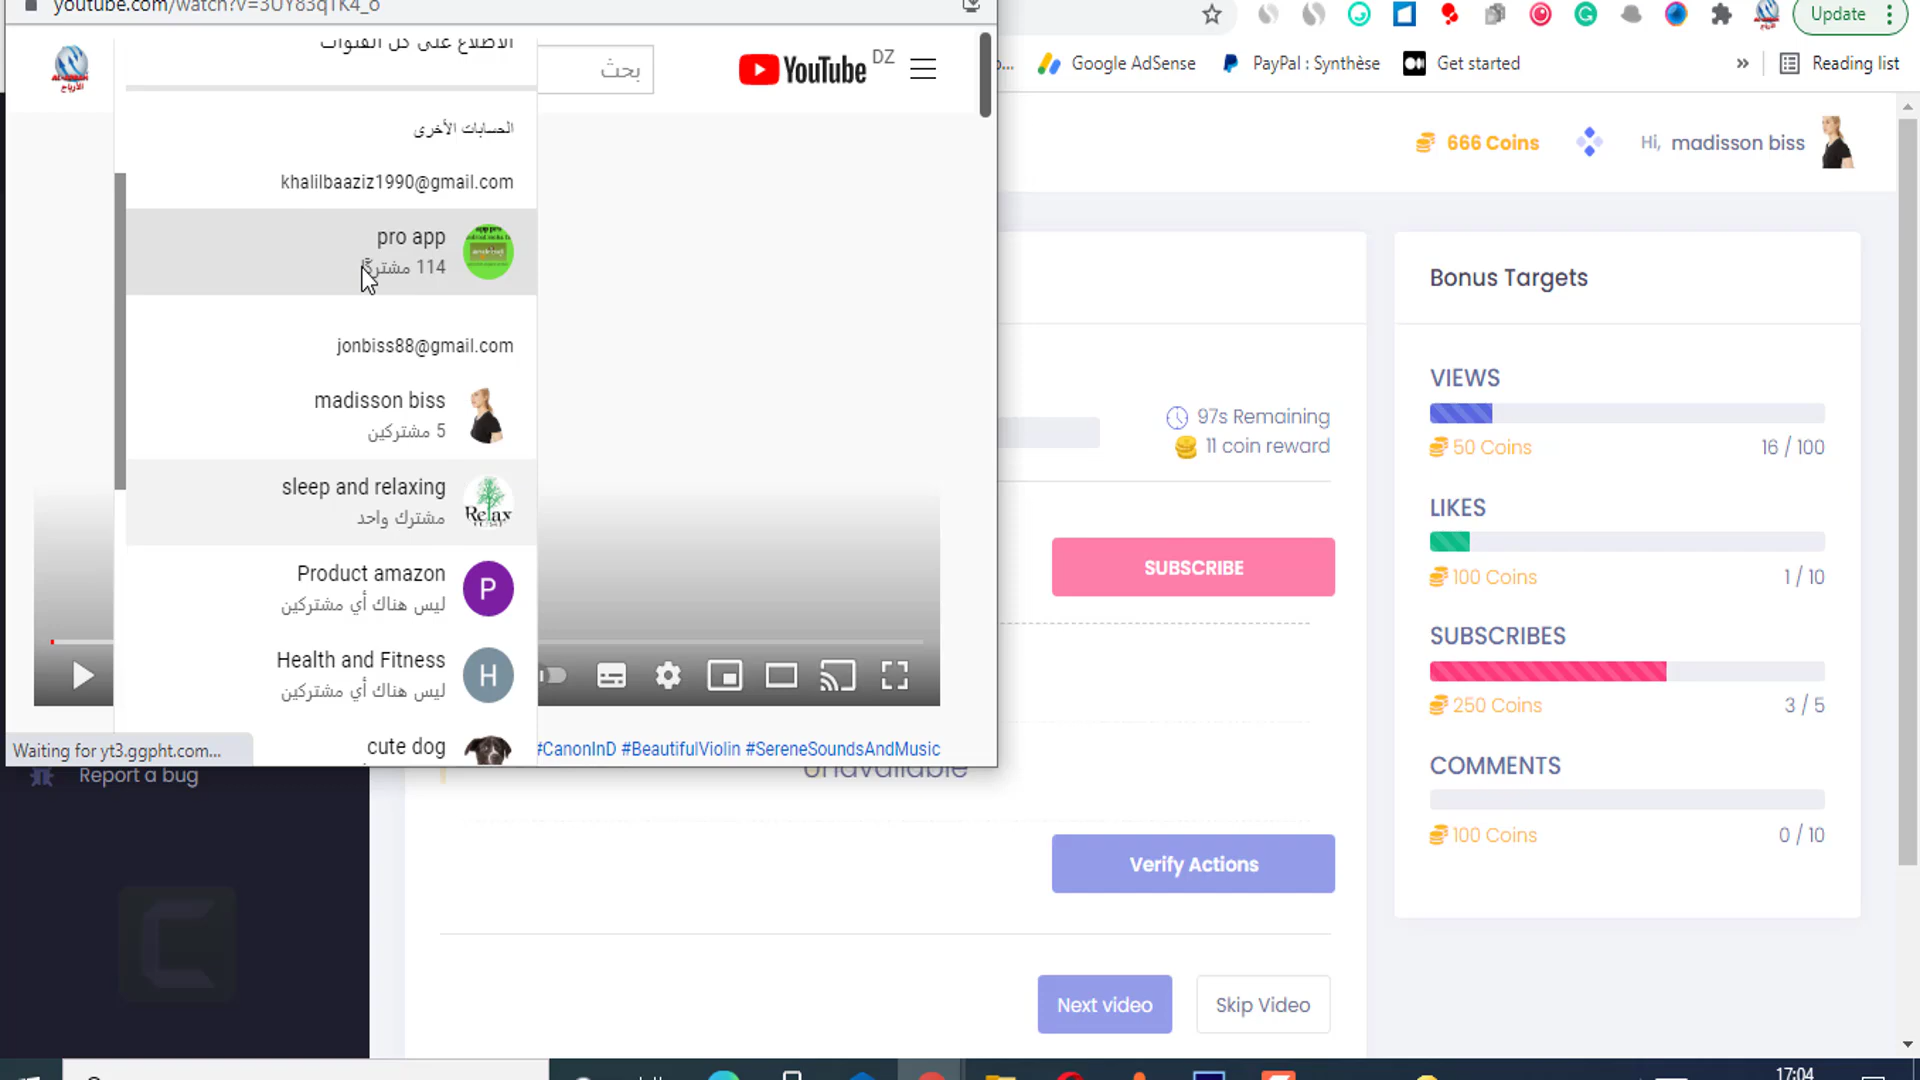 youtube.com/watch?v=3UY83q1K4_o
Update
الاطلاع على كل القنوات
بحث
YouTube DZ
Google AdSense
PayPal : Synthèse
Get started
»
Reading list
الأرباح
الحسابات الأخرى
khalilbaaziz1990@gmail.com
pro app
114 مشتركًا
jonbiss88@gmail.com
madisson biss
5 مشتركين
sleep and relaxing
مشترك واحد
Relax
Product amazon
ليس هناك أي مشتركين
P
Health and Fitness
ليس هناك أي مشتركين
H
cute dog
#CanonInD #BeautifulViolin #SereneSoundsAndMusic
Waiting for yt3.ggpht.com...
Report a bug
Unavailable
666 Coins
Hi, madisson biss
97s Remaining
11 coin reward
SUBSCRIBE
Verify Actions
Next video
Skip Video
Bonus Targets
VIEWS
50 Coins
16 / 100
LIKES
100 Coins
1 / 10
SUBSCRIBES
250 Coins
3 / 5
COMMENTS
100 Coins
0 / 10
17:04